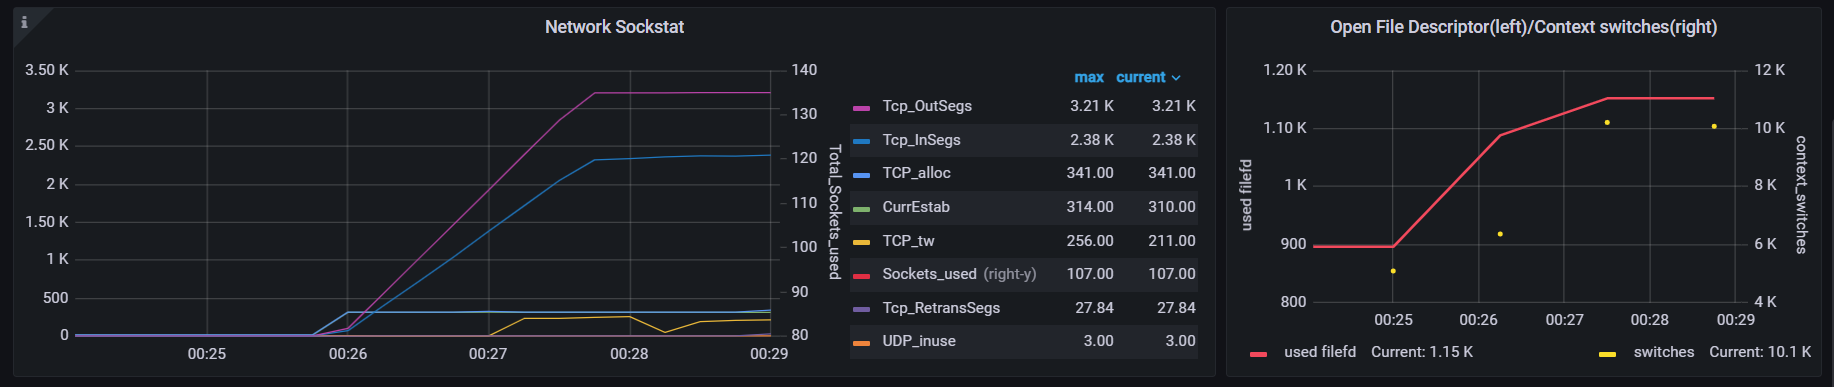 i
Network Sockstat
3.50 K
3 K
2.50 K
2 K
1.50 K
1 K
500
0
140
130
120
110
100
90
80
Total_Sockets_used
00:25 00:26 00:27 00:28 00:29
max current
Tcp_OutSegs 3.21 K 3.21 K
Tcp_InSegs 2.38 K 2.38 K
TCP_alloc 341.00 341.00
CurrEstab 314.00 310.00
TCP_tw 256.00 211.00
Sockets_used (right-y) 107.00 107.00
Tcp_RetransSegs 27.84 27.84
UDP_inuse 3.00 3.00
Open File Descriptor(left)/Context switches(right)
used filefd
1.20 K
1.10 K
1 K
900
800
12 K
10 K
8 K
6 K
4 K
context_switches
00:25 00:26 00:27 00:28 00:29
used filefd Current: 1.15 K
switches Current: 10.1 K